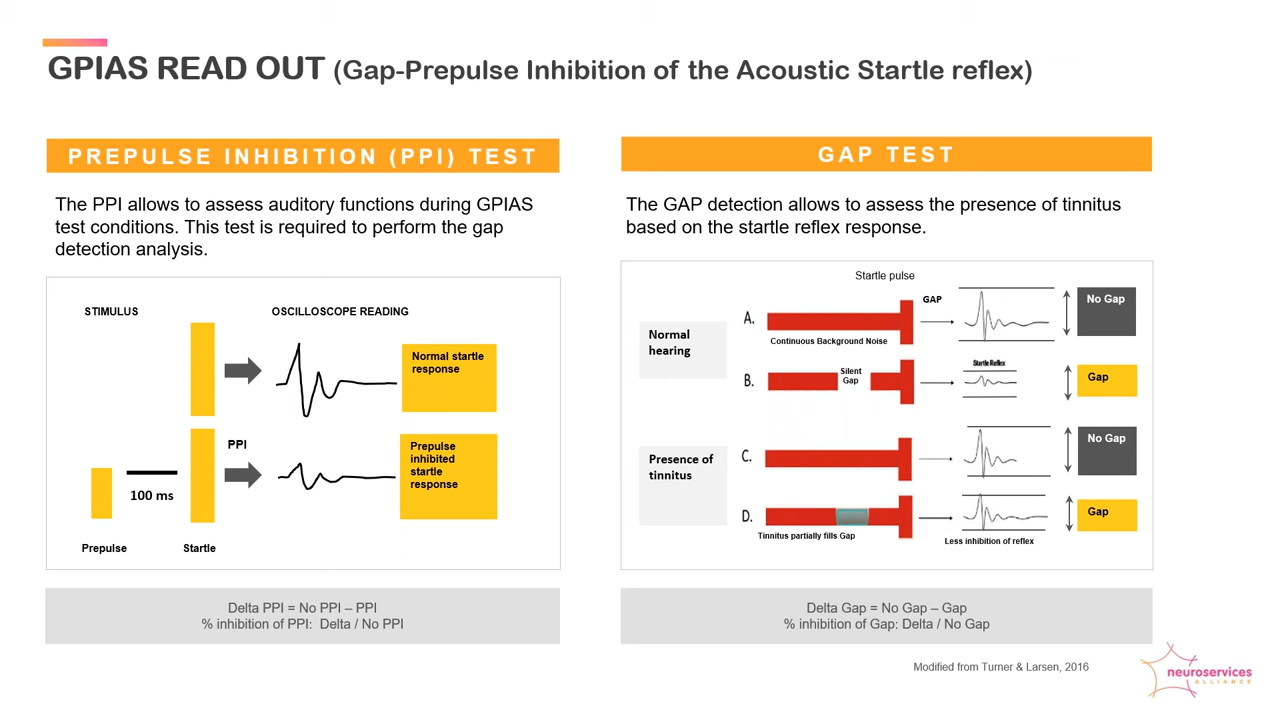 GPIAS READ OUT (Gap-Prepulse Inhibition of the Acoustic Startle reflex)
PREPULSE INHIBITION (PPI) TEST
The PPI allows to assess auditory functions during GPIAS
test conditions. This test is required to perform the gap
detection analysis.
STIMULUS
OSCILLOSCOPE READING
Normal startle
response
PPI
Prepulse
inhibited
startle
response
100 ms
Prepulse
Startle
Delta PPI = No PPI – PPI
% inhibition of PPI: Delta / No PPI
GAP TEST
The GAP detection allows to assess the presence of tinnitus
based on the startle reflex response.
Startle pulse
Normal
hearing
A.
Continuous Background Noise
GAP
No Gap
B.
Silent
Gap
Startle Reflex
Gap
Presence of
tinnitus
C.
No Gap
D.
Tinnitus partially fills Gap
Less inhibition of reflex
Gap
Delta Gap = No Gap – Gap
% inhibition of Gap: Delta / No Gap
Modified from Turner & Larsen, 2016
neuroservices
ALLIANCE